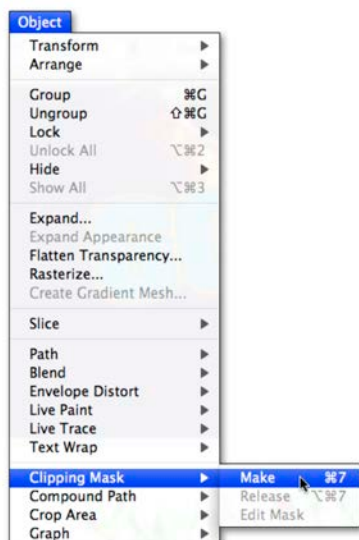 Object
Transform
Arrange
Group ⌘G
Ungroup ⇧⌘G
Lock
Unlock All ⌥⌘2
Hide
Show All ⌥⌘3
Expand...
Expand Appearance
Flatten Transparency...
Rasterize...
Create Gradient Mesh...
Slice
Path
Blend
Envelope Distort
Live Paint
Live Trace
Text Wrap
Clipping Mask Make ⌘7
Compound Path Release ⌥⌘7
Crop Area Edit Mask
Graph